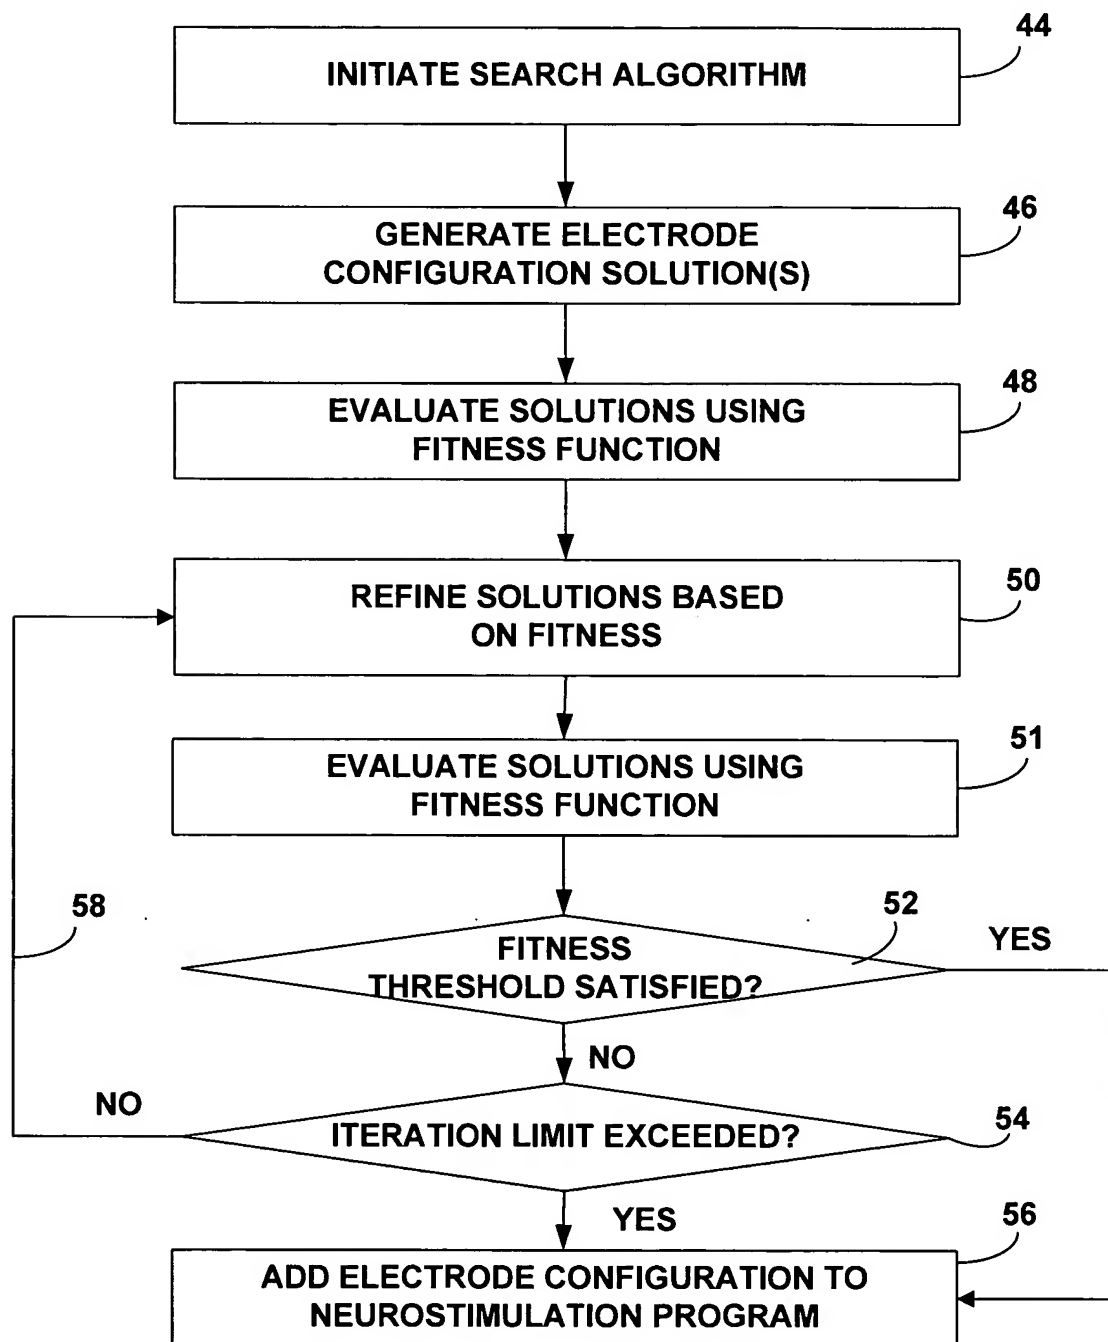 44
INITIATE SEARCH ALGORITHM
46
GENERATE ELECTRODE
CONFIGURATION SOLUTION(S)
48
EVALUATE SOLUTIONS USING
FITNESS FUNCTION
50
REFINE SOLUTIONS BASED
ON FITNESS
51
EVALUATE SOLUTIONS USING
FITNESS FUNCTION
58
52
YES
FITNESS
THRESHOLD SATISFIED?
NO
NO
ITERATION LIMIT EXCEEDED?
54
YES
56
ADD ELECTRODE CONFIGURATION TO
NEUROSTIMULATION PROGRAM